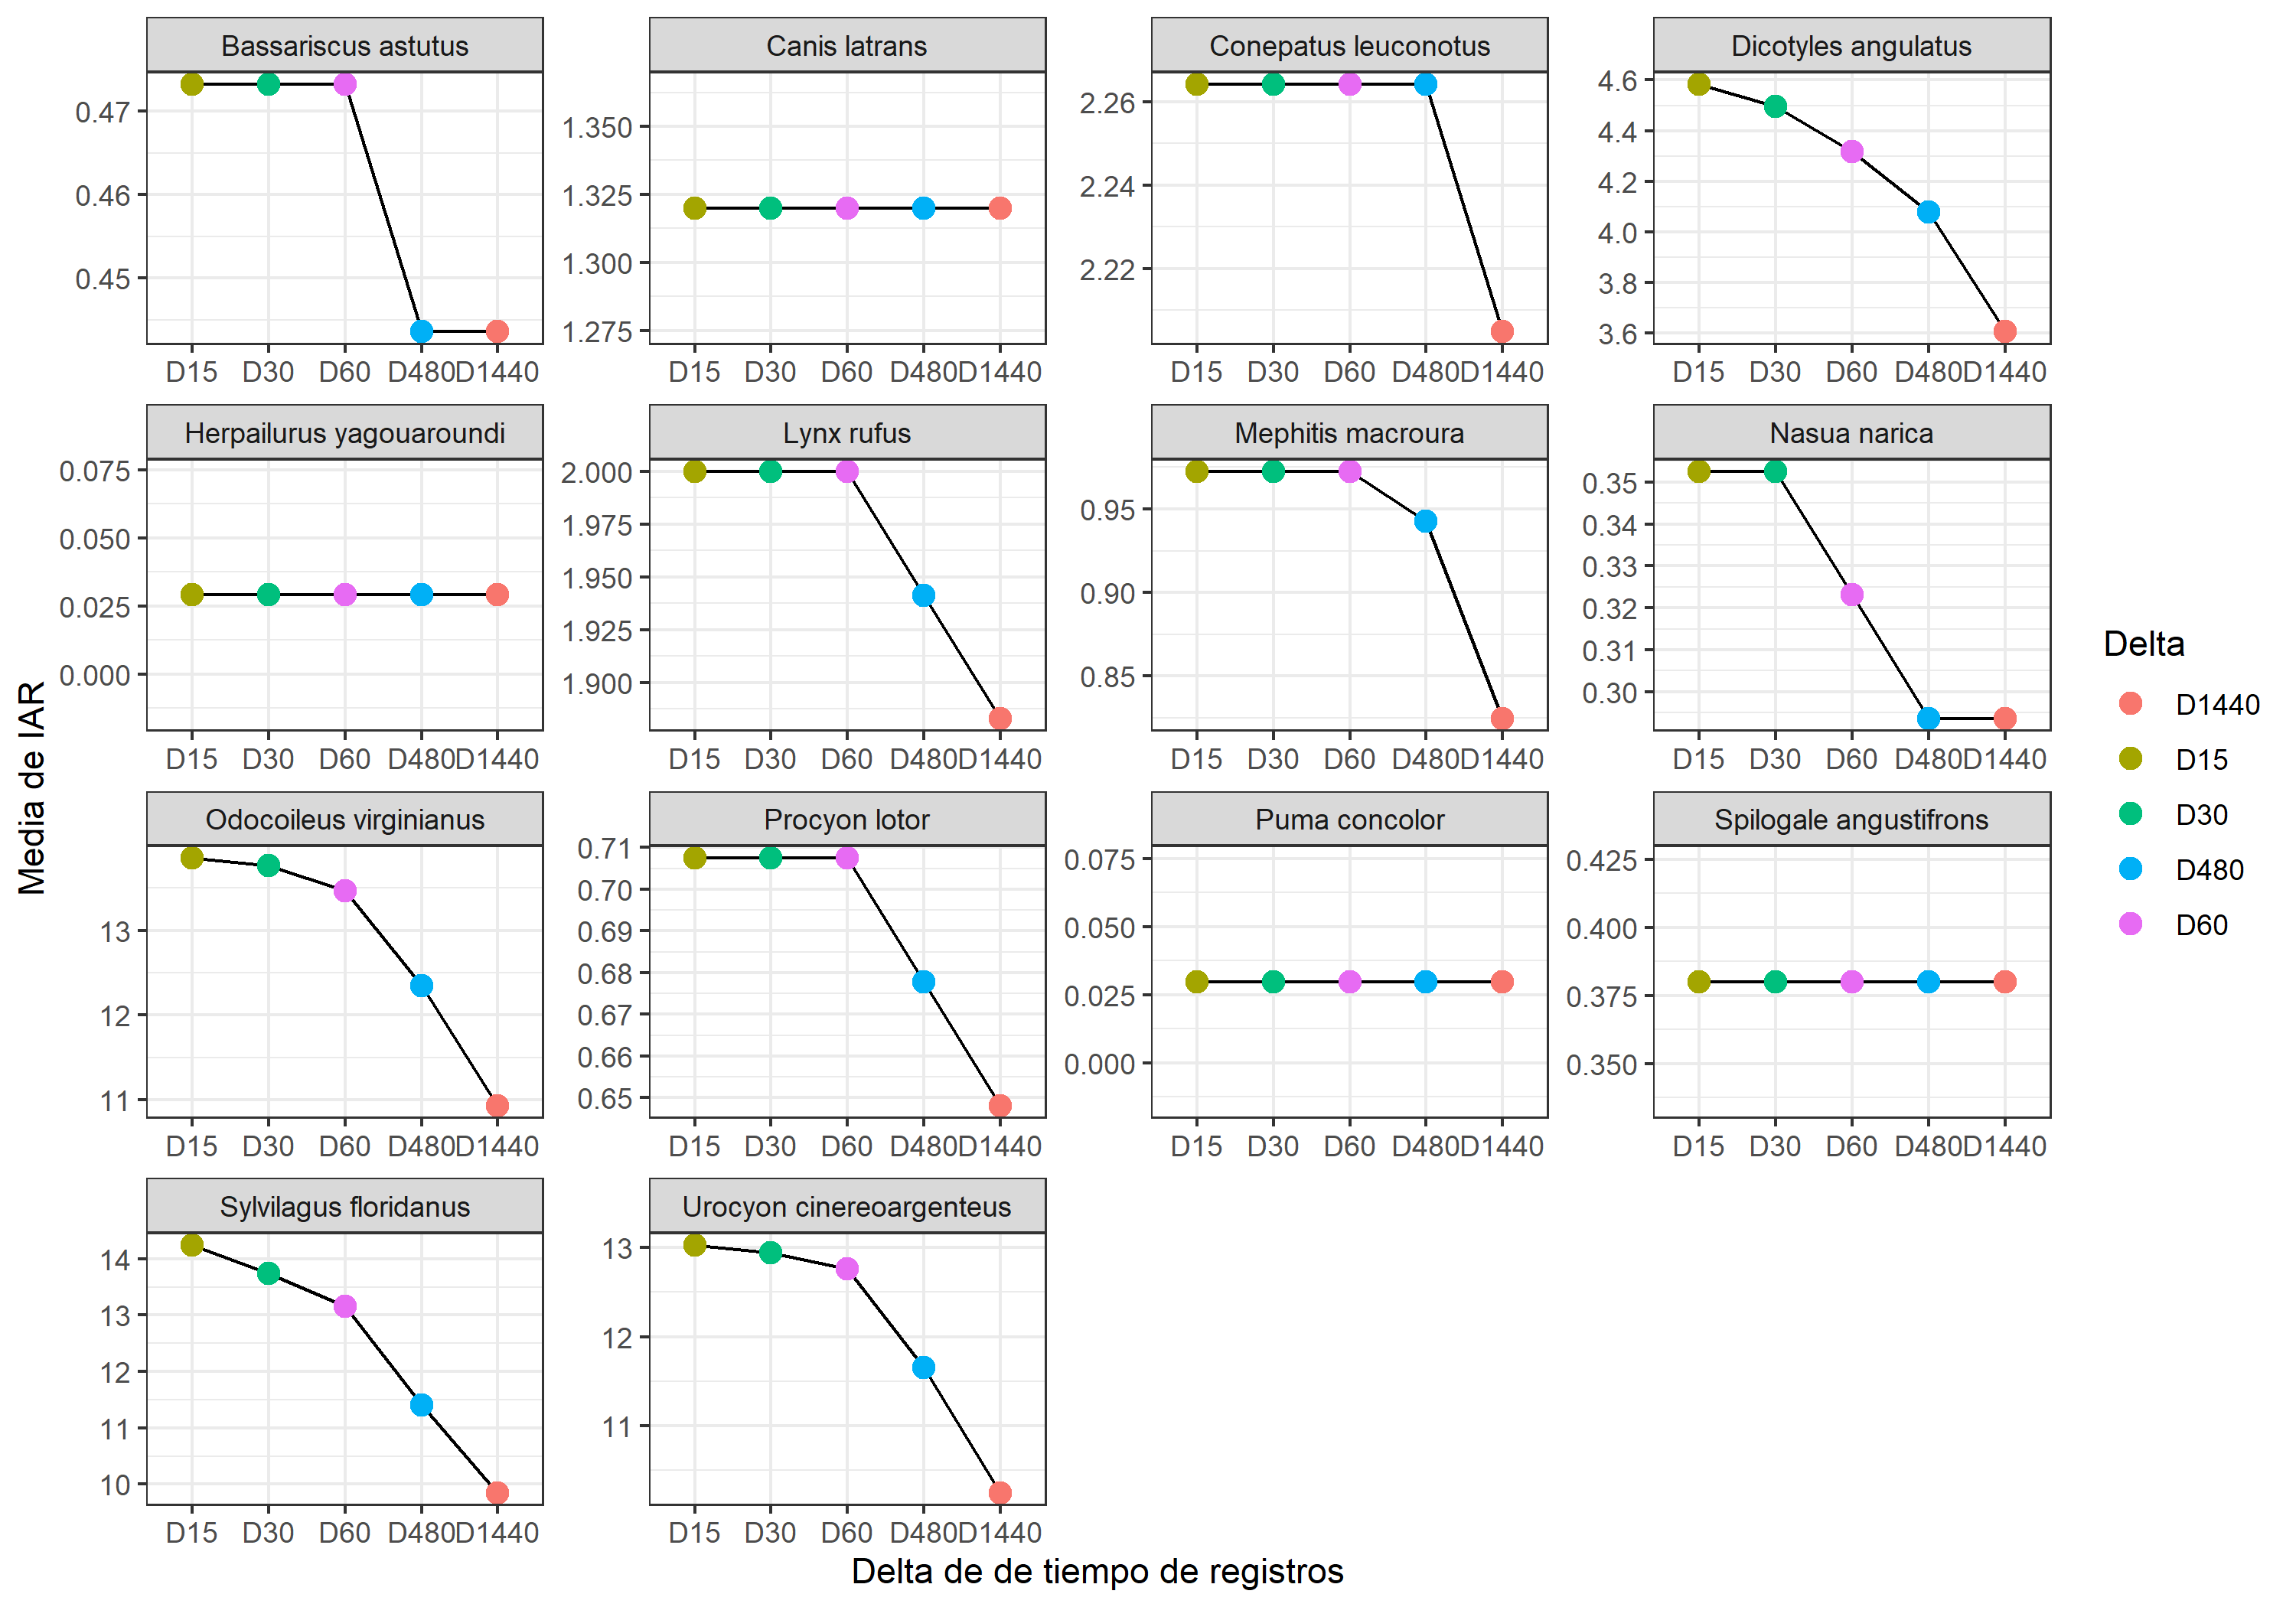 Bassariscus astutus
Canis latrans
Conepatus leuconotus
Dicotyles angulatus
0.47
0.46
0.45
D15 D30 D60 D480 D1440
1.350
1.325
1.300
1.275
D15 D30 D60 D480 D1440
2.26
2.24
2.22
D15 D30 D60 D480 D1440
4.6
4.4
4.2
4.0
3.8
3.6
D15 D30 D60 D480 D1440
Herpailurus yagouaroundi
Lynx rufus
Mephitis macroura
Nasua narica
0.075
0.050
0.025
0.000
D15 D30 D60 D480 D1440
2.000
1.975
1.950
1.925
1.900
D15 D30 D60 D480 D1440
0.95
0.90
0.85
D15 D30 D60 D480 D1440
0.35
0.34
0.33
0.32
0.31
0.30
D15 D30 D60 D480 D1440
Odocoileus virginianus
Procyon lotor
Puma concolor
Spilogale angustifrons
13
12
11
D15 D30 D60 D480 D1440
0.71
0.70
0.69
0.68
0.67
0.66
0.65
D15 D30 D60 D480 D1440
0.075
0.050
0.025
0.000
D15 D30 D60 D480 D1440
0.425
0.400
0.375
0.350
D15 D30 D60 D480 D1440
Sylvilagus floridanus
Urocyon cinereoargenteus
14
13
12
11
10
D15 D30 D60 D480 D1440
13
12
11
D15 D30 D60 D480 D1440
Media de IAR
Delta de de tiempo de registros
Delta
D1440
D15
D30
D480
D60